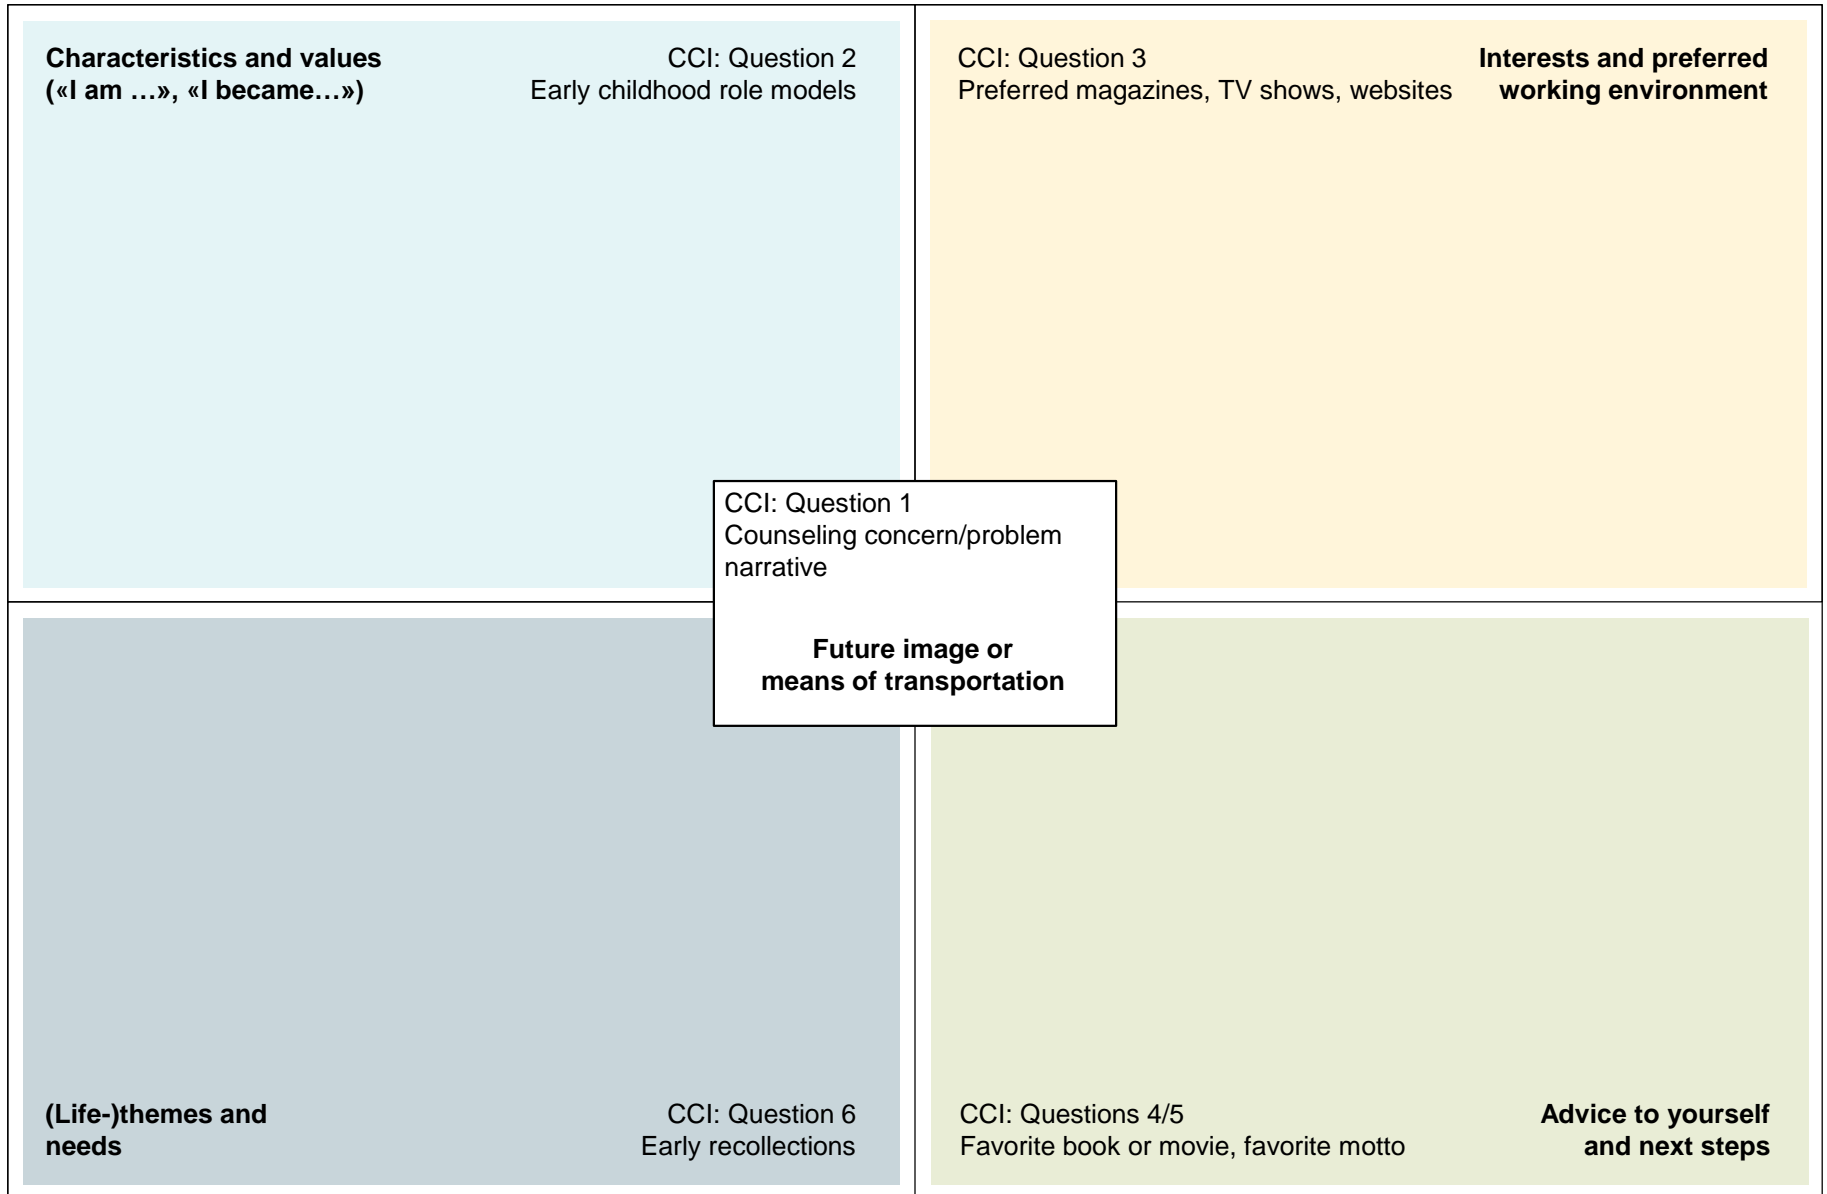 Characteristics and values
(«I am …», «I became…»)
CCI: Question 2
Early childhood role models
CCI: Question 3
Preferred magazines, TV shows, websites
Interests and preferred
working environment
CCI: Question 1
Counseling concern/problem
narrative
Future image or
means of transportation
(Life-)themes and
needs
CCI: Question 6
Early recollections
CCI: Questions 4/5
Favorite book or movie, favorite motto
Advice to yourself
and next steps